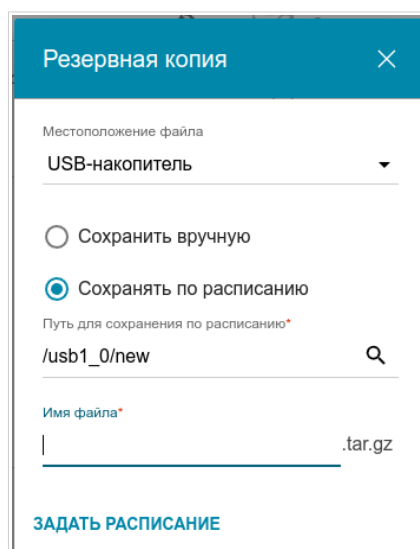 Резервная копия
Местоположение файла
USB-накопитель
Сохранить вручную
Сохранять по расписанию
Путь для сохранения по расписанию*
/usb1_0/new
Имя файла*
.tar.gz
ЗАДАТЬ РАСПИСАНИЕ